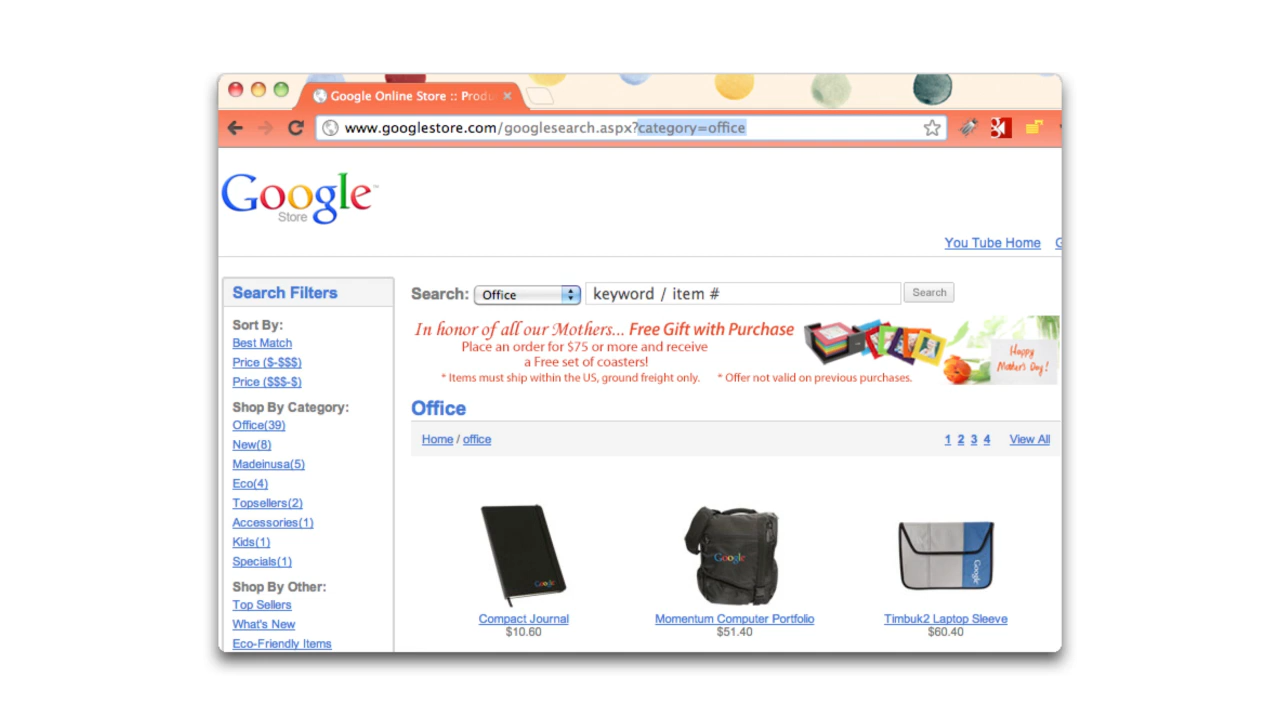 Google Online Store :: Produ
www.googlestore.com/googlesearch.aspx?category=office
Google™
Store
You Tube Home
Search Filters
Sort By:
Best Match
Price ($-$$$)
Price ($$$-$)
Shop By Category:
Office(39)
New(8)
Madeinusa(5)
Eco(4)
Topsellers(2)
Accessories(1)
Kids(1)
Specials(1)
Shop By Other:
Top Sellers
What's New
Eco-Friendly Items
Search: Office keyword / item # Search
In honor of all our Mothers... Free Gift with Purchase
Place an order for $75 or more and receive
a Free set of coasters!
* Items must ship within the US, ground freight only. * Offer not valid on previous purchases.
Happy
Mothers Day!
Office
Home / office 1 2 3 4 View All
Google
Google
Google
Compact Journal
$10.60
Momentum Computer Portfolio
$51.40
Timbuk2 Laptop Sleeve
$60.40